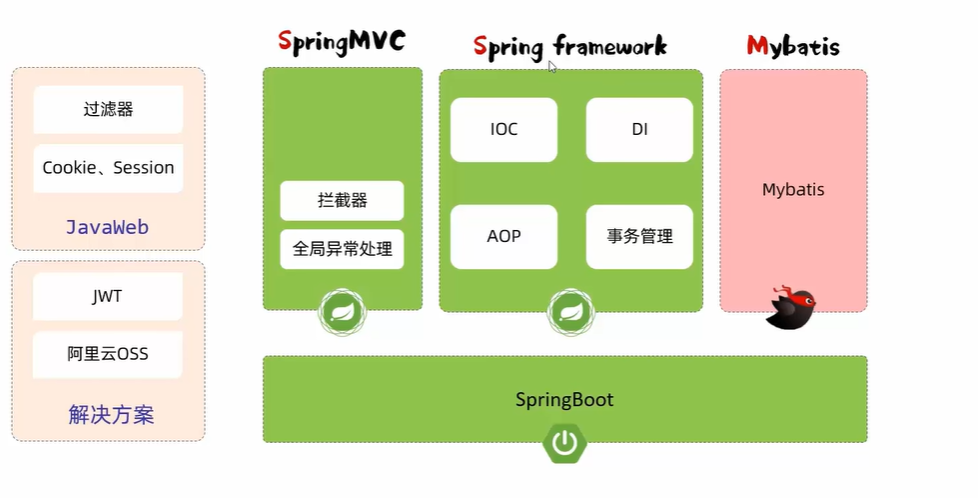 SpringMVC
Spring framework
Mybatis
过滤器
Cookie、Session
JavaWeb
JWT
阿里云OSS
解决方案
拦截器
全局异常处理
IOC
DI
AOP
事务管理
Mybatis
SpringBoot